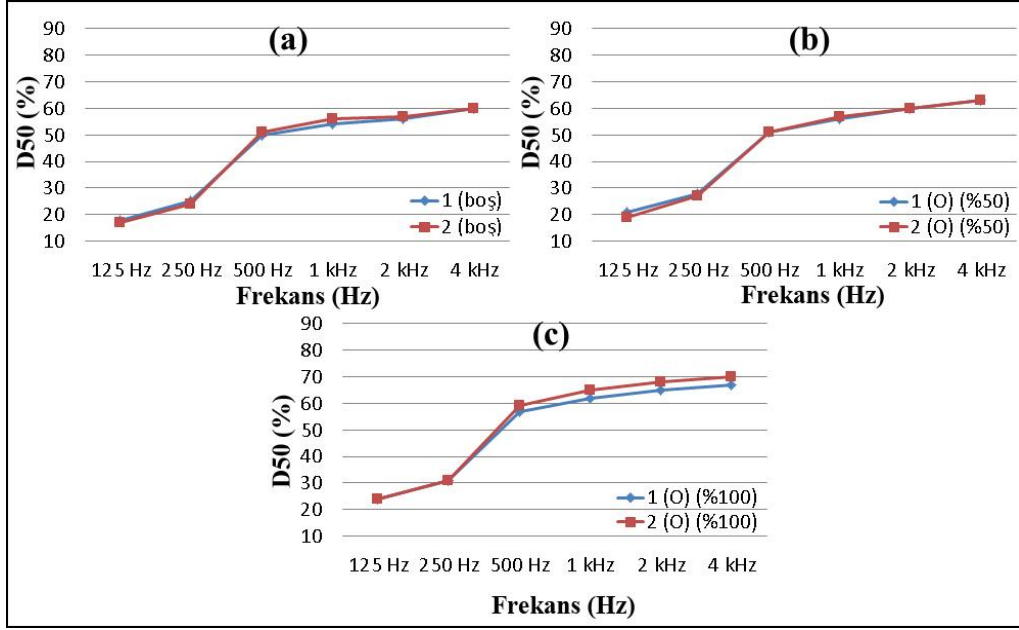 (a)
D50 (%)
90
80
70
60
50
40
30
20
10
1 (boş)
2 (boş)
125 Hz 250 Hz 500 Hz 1 kHz 2 kHz 4 kHz
Frekans (Hz)
(b)
D50 (%)
90
80
70
60
50
40
30
20
10
1 (O) (%50)
2 (O) (%50)
125 Hz 250 Hz 500 Hz 1 kHz 2 kHz 4 kHz
Frekans (Hz)
(c)
D50 (%)
90
80
70
60
50
40
30
20
10
1 (O) (%100)
2 (O) (%100)
125 Hz 250 Hz 500 Hz 1 kHz 2 kHz 4 kHz
Frekans (Hz)